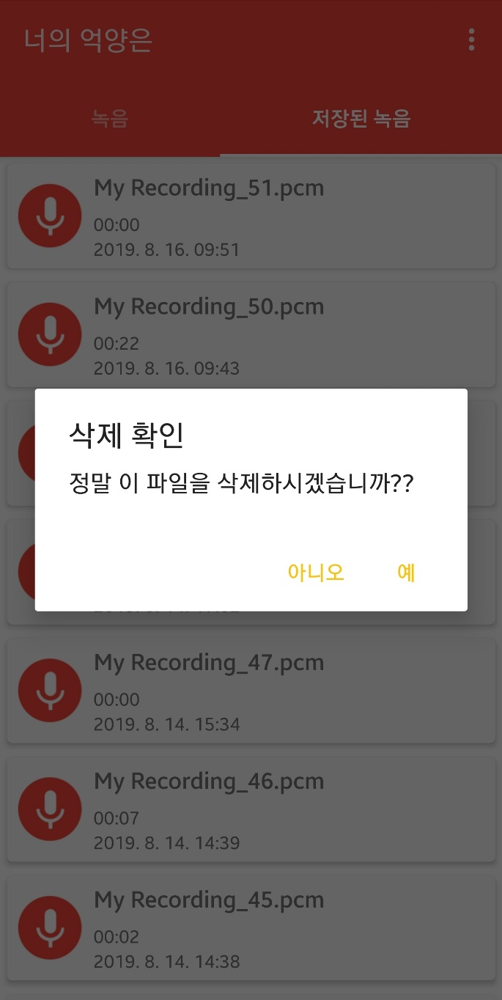 너의 억양은
녹음
저장된 녹음
My Recording_51.pcm
00:00
2019. 8. 16. 09:51
My Recording_50.pcm
00:22
2019. 8. 16. 09:43
삭제 확인
정말 이 파일을 삭제하시겠습니까??
아니오
예
My Recording_47.pcm
00:00
2019. 8. 14. 15:34
My Recording_46.pcm
00:07
2019. 8. 14. 14:39
My Recording_45.pcm
00:02
2019. 8. 14. 14:38